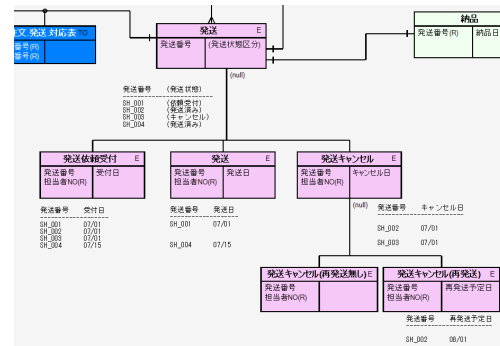 発送 E
発送番号 (発送状態区分)
注文 発送 対応表 TO
番号(R)
番号(R)
納品
発送番号(R) 納品日
(null)
発送番号 (発送状態)
SH_001 (依頼受付)
SH_002 (発送済み)
SH_003 (キャンセル)
SH_004 (発送済み)
発送依頼受付 E
発送番号 受付日
担当者NO(R)
発送 E
発送番号 発送日
担当者NO(R)
発送キャンセル E
発送番号 キャンセル日
担当者NO(R)
発送番号 受付日
SH_001 07/01
SH_002 07/01
SH_003 07/01
SH_004 07/15
発送番号 発送日
SH_001 07/01
SH_004 07/15
(null)
発送番号 キャンセル日
SH_002 07/01
SH_003 07/01
発送キャンセル(再発送無し) E
発送番号
担当者NO(R)
発送キャンセル(再発送) E
発送番号 再発送予定日
担当者NO(R)
発送番号 再発送予定日
SH_002 08/01